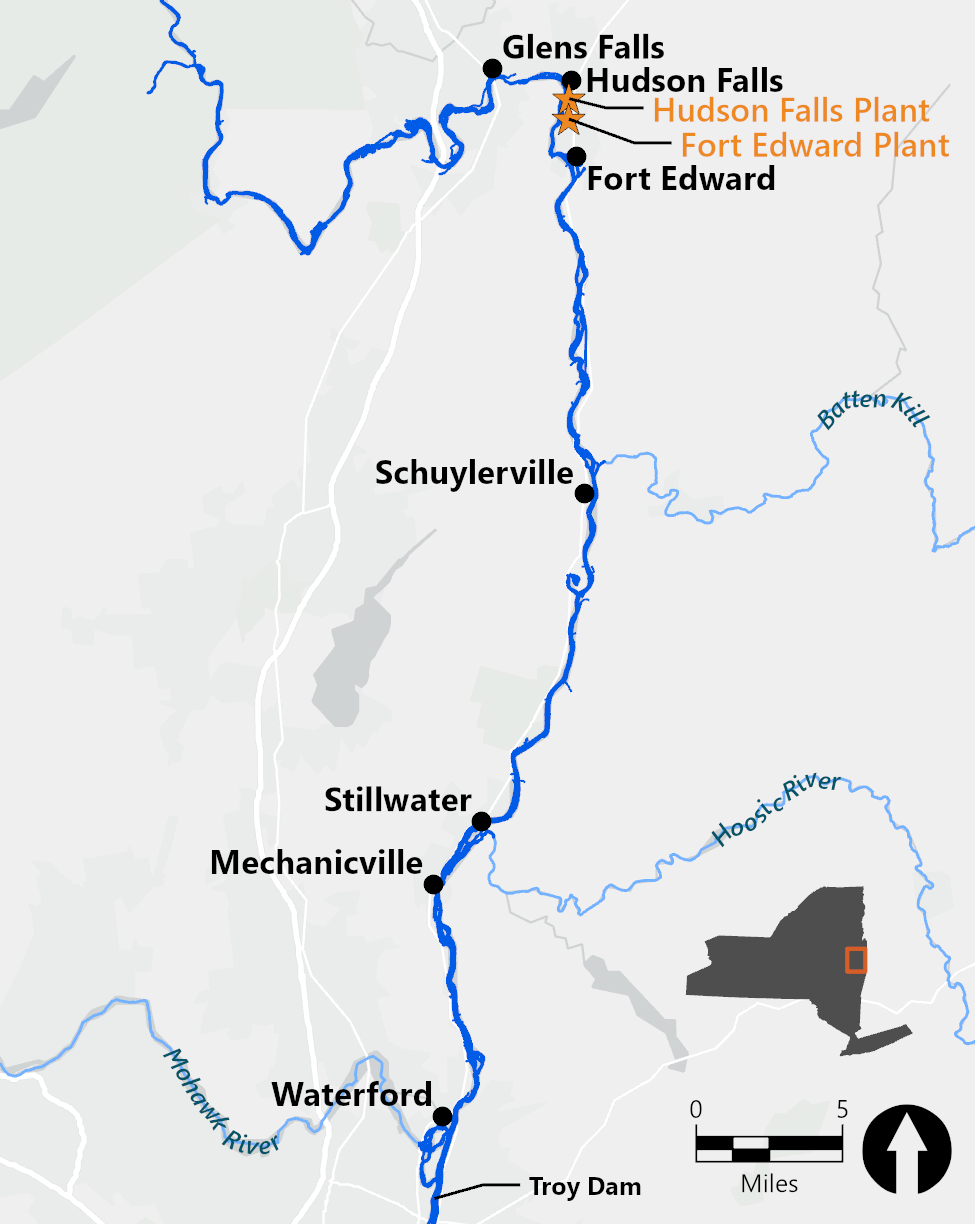 Glens Falls
Hudson Falls
Hudson Falls Plant
Fort Edward Plant
Fort Edward
Batten Kill
Schuylerville
Hoosic River
Stillwater
Mechanicville
Mohawk River
Waterford
0 5
Miles
Troy Dam